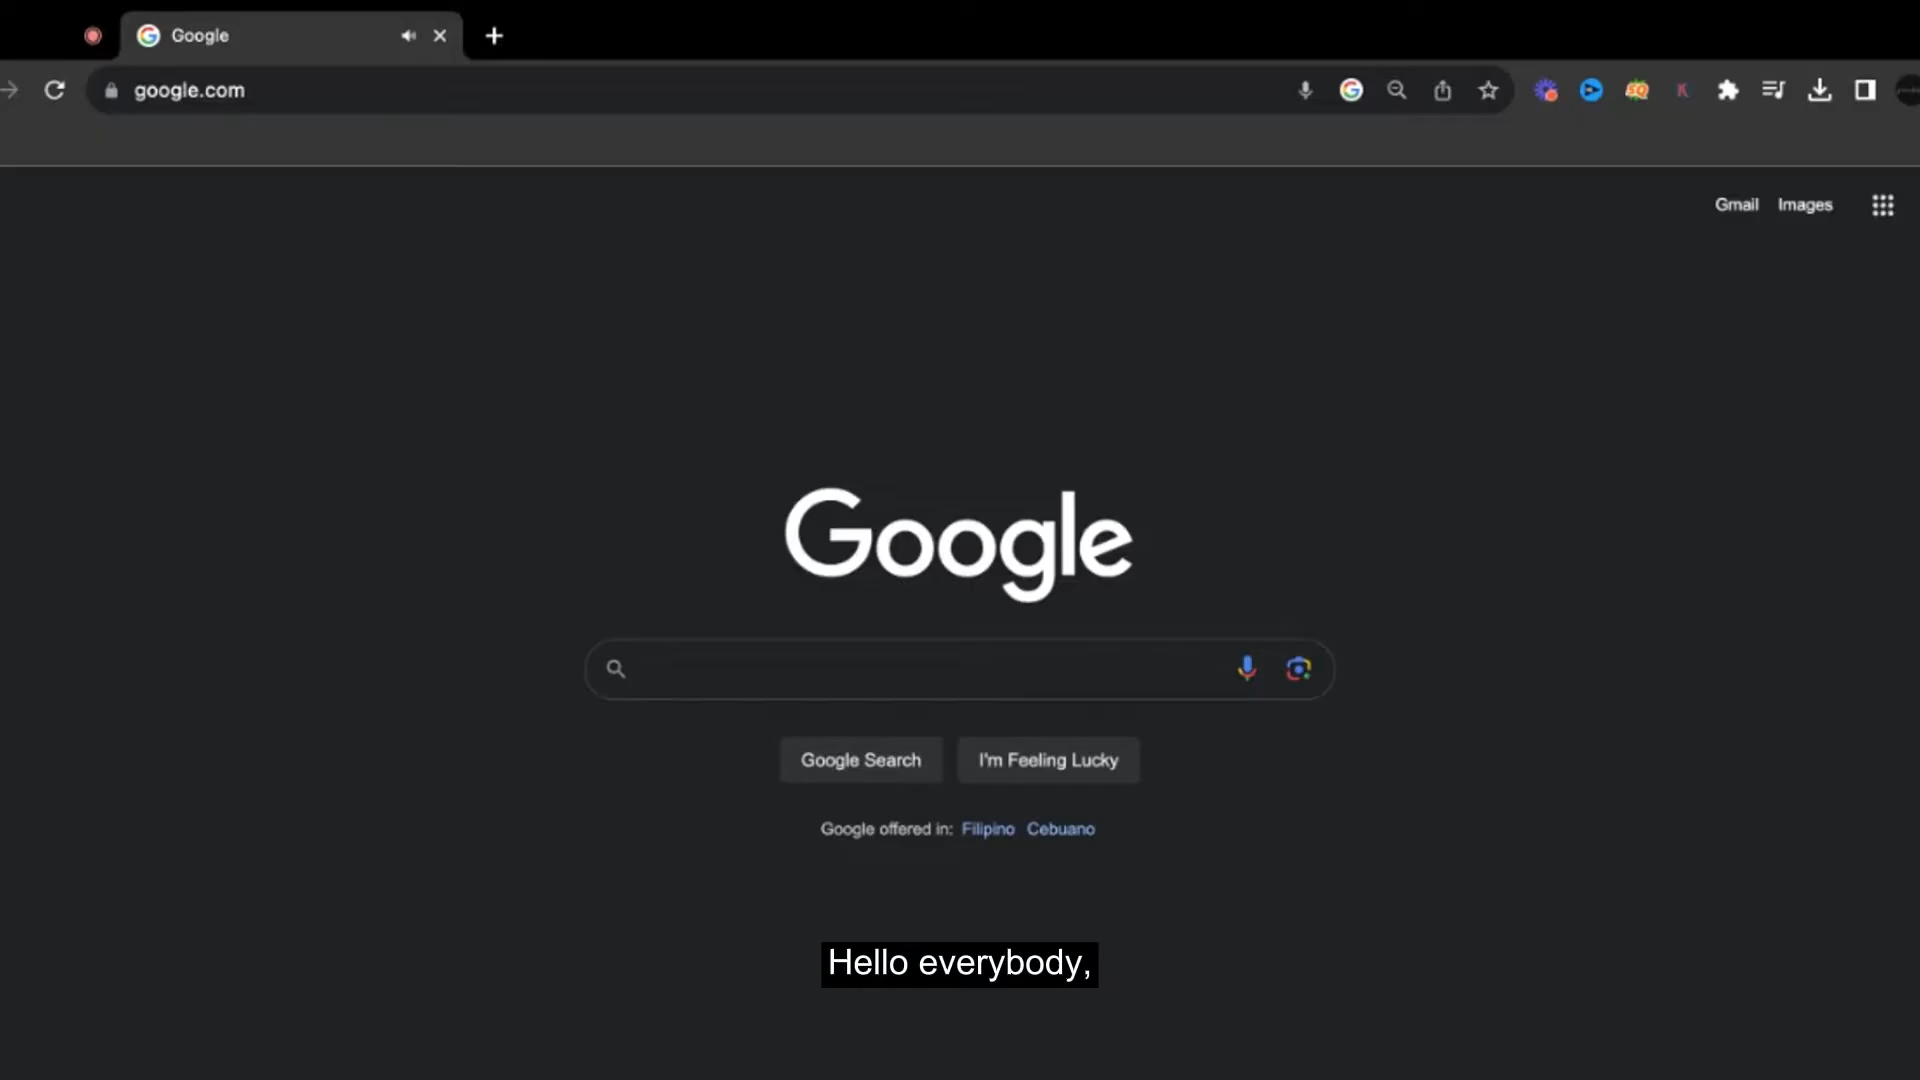 Google
google.com
Gmail Images
Google
Google Search I'm Feeling Lucky
Google offered in: Filipino Cebuano
Hello everybody,